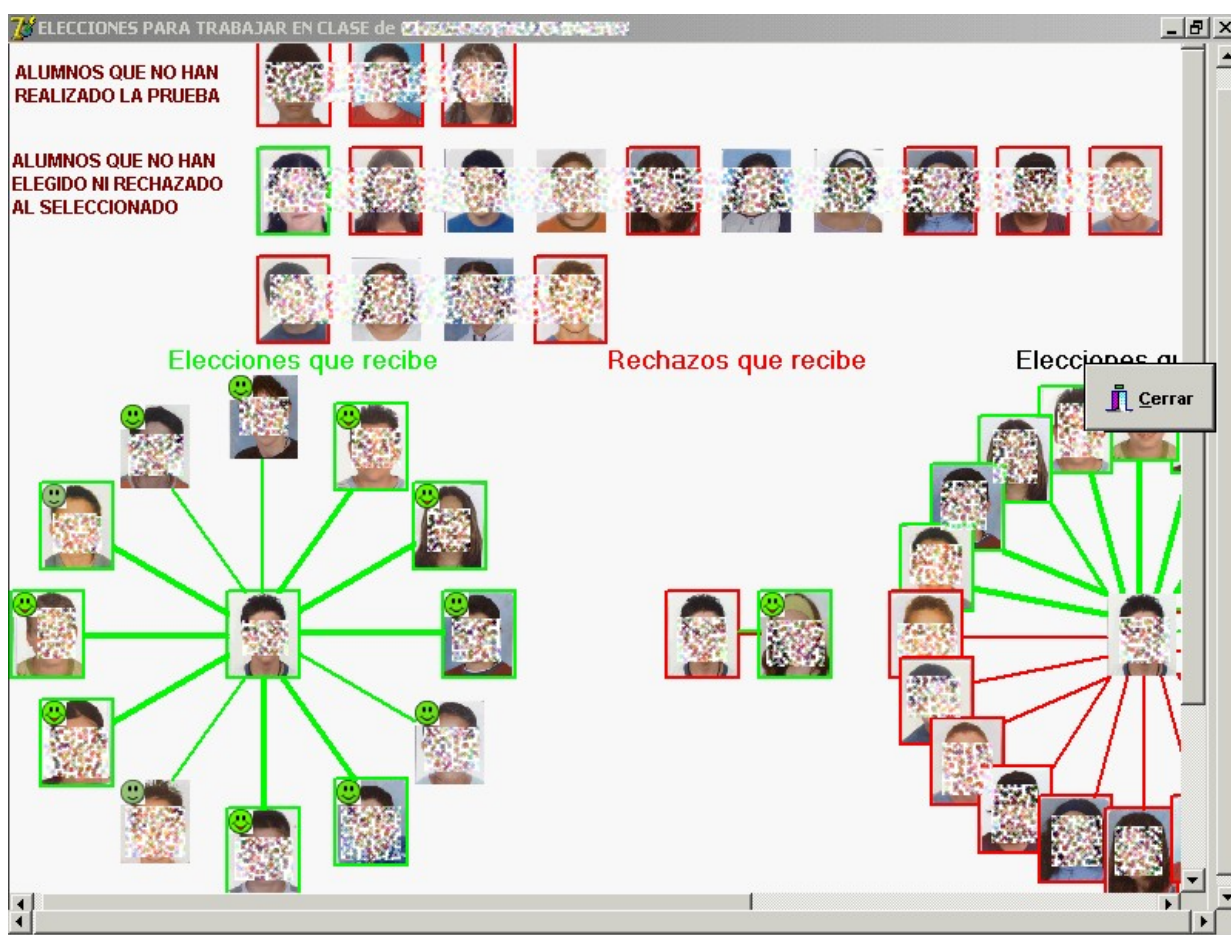 ELECCIONES PARA TRABAJAR EN CLASE de
ALUMNOS QUE NO HAN
REALIZADO LA PRUEBA
ALUMNOS QUE NO HAN
ELEGIDO NI RECHAZADO
AL SELECCIONADO
Elecciones que recibe
Rechazos que recibe
Elecciones
Cerrar